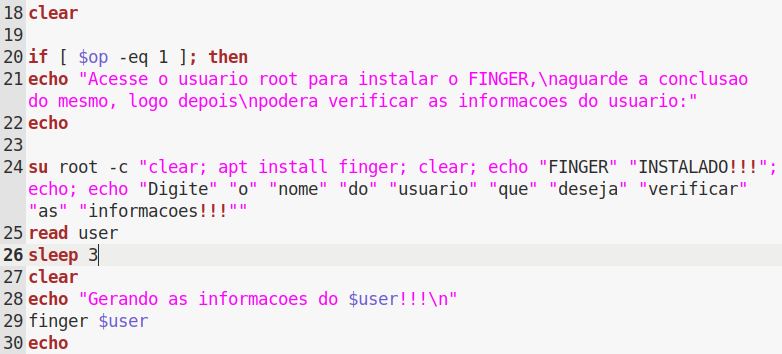 18 clear
19
20 if [ $op -eq 1 ]; then
21 echo "Acesse o usuario root para instalar o FINGER,\naguarde a conclusao
do mesmo, logo depois\npodera verificar as informacoes do usuario:"
22 echo
23
24 su root -c "clear; apt install finger; clear; echo "FINGER" "INSTALADO!!!";
echo; echo "Digite" "o" "nome" "do" "usuario" "que" "deseja" "verificar"
"as" "informacoes!!!""
25 read user
26 sleep 3
27 clear
28 echo "Gerando as informacoes do $user!!!\n"
29 finger $user
30 echo